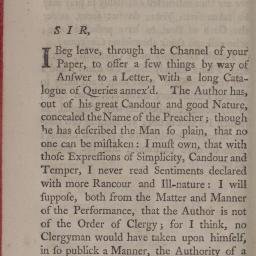 SIR,
I Beg leave, through the Channel of your
Paper, to offer a few things by way of
Answer to a Letter, with a long Cata-
logue of Queries annex'd. The Author has,
out of his great Candour and good Nature,
concealed the Name of the Preacher; though
he has deſcribed the Man ſo plain, that no
one can be miſtaken: I muſt own, that with
thoſe Expreſſions of Simplicity, Candour and
Temper, I never read Sentiments declared
with more Rancour and Ill-nature: I will
ſuppoſe, both from the Matter and Manner
of the Performance, that the Author is not
of the Order of Clergy; for I think, no
Clergyman would have taken upon himſelf,
in ſo publick a Manner, the Authority of a